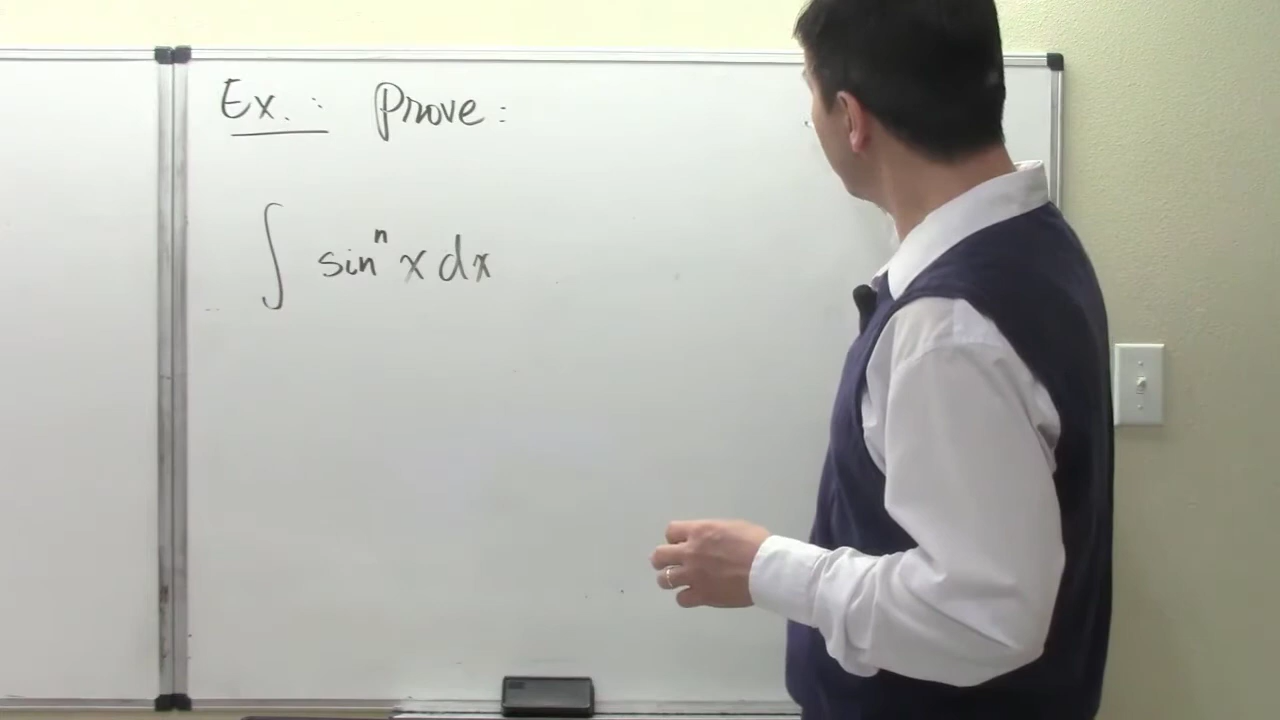 Ex. : Prove :
∫ sinⁿ x dx